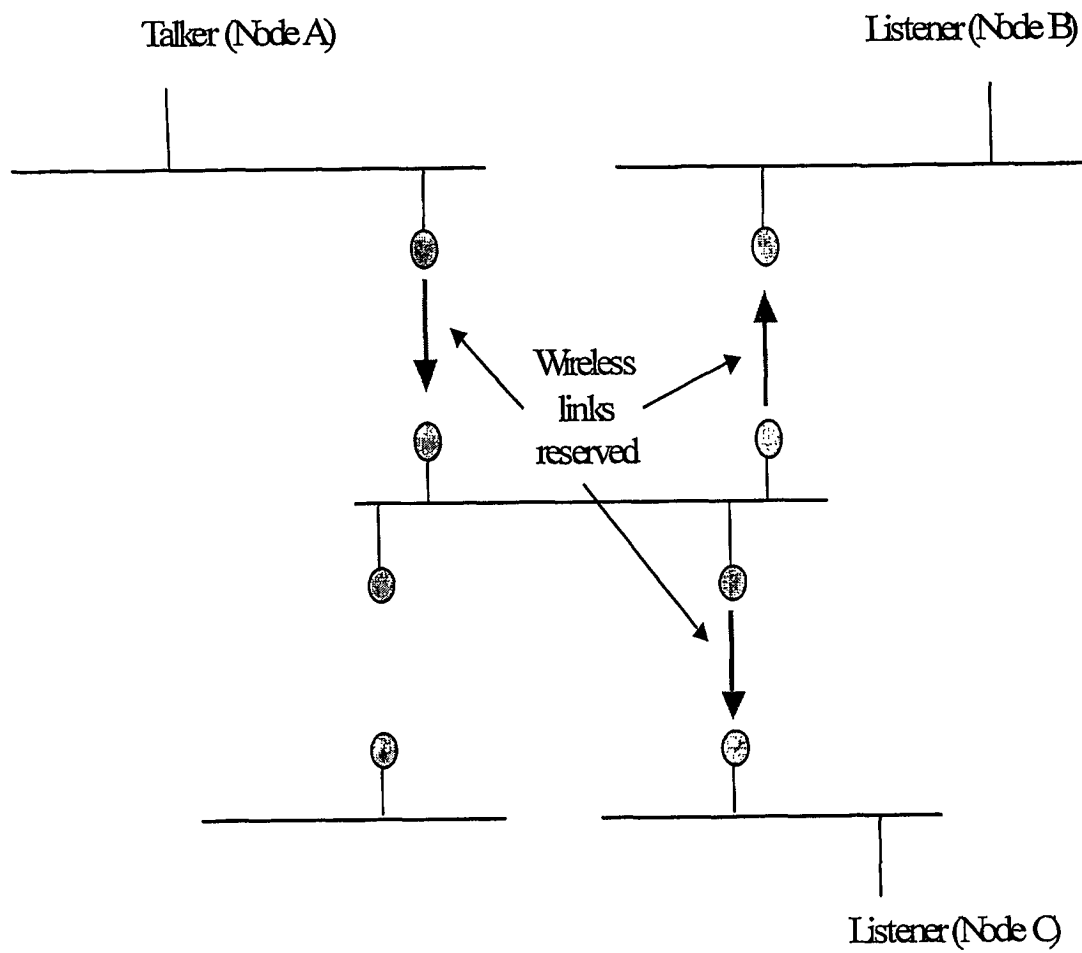 Talker (Node A)
Listener (Node B)
Wireless
links
reserved
Listener (Node C)